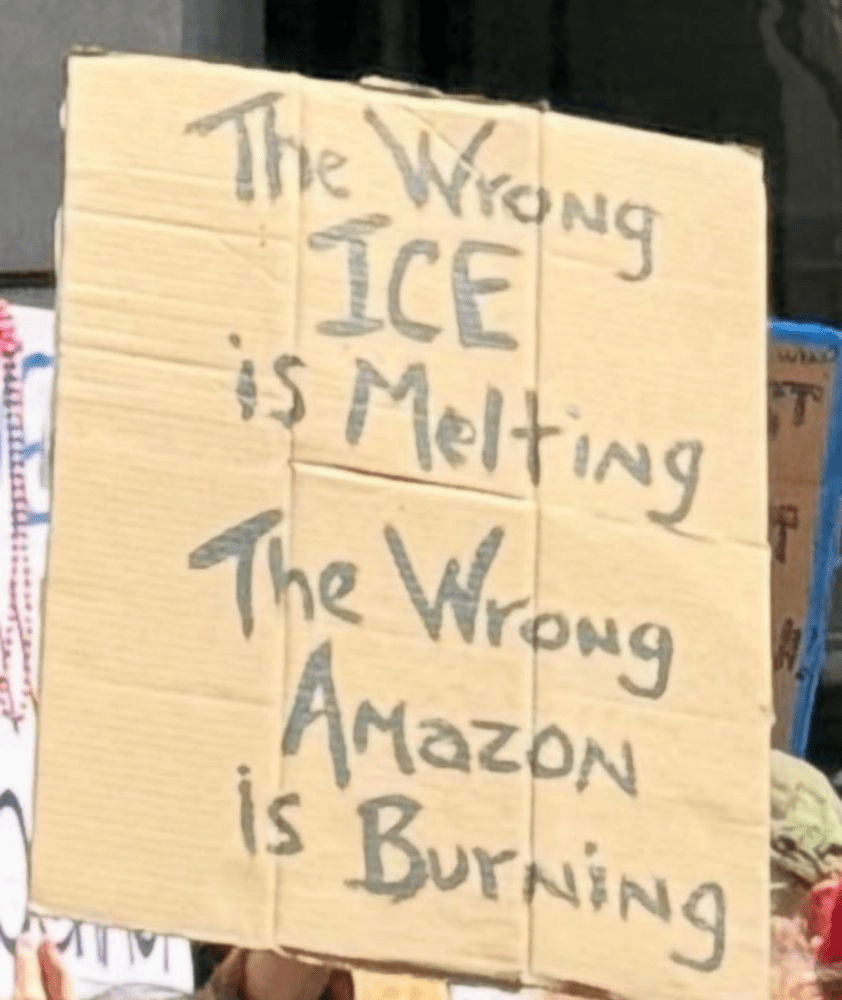 The Wrong
ICE
is Melting
The Wrong
Amazon
is Burning